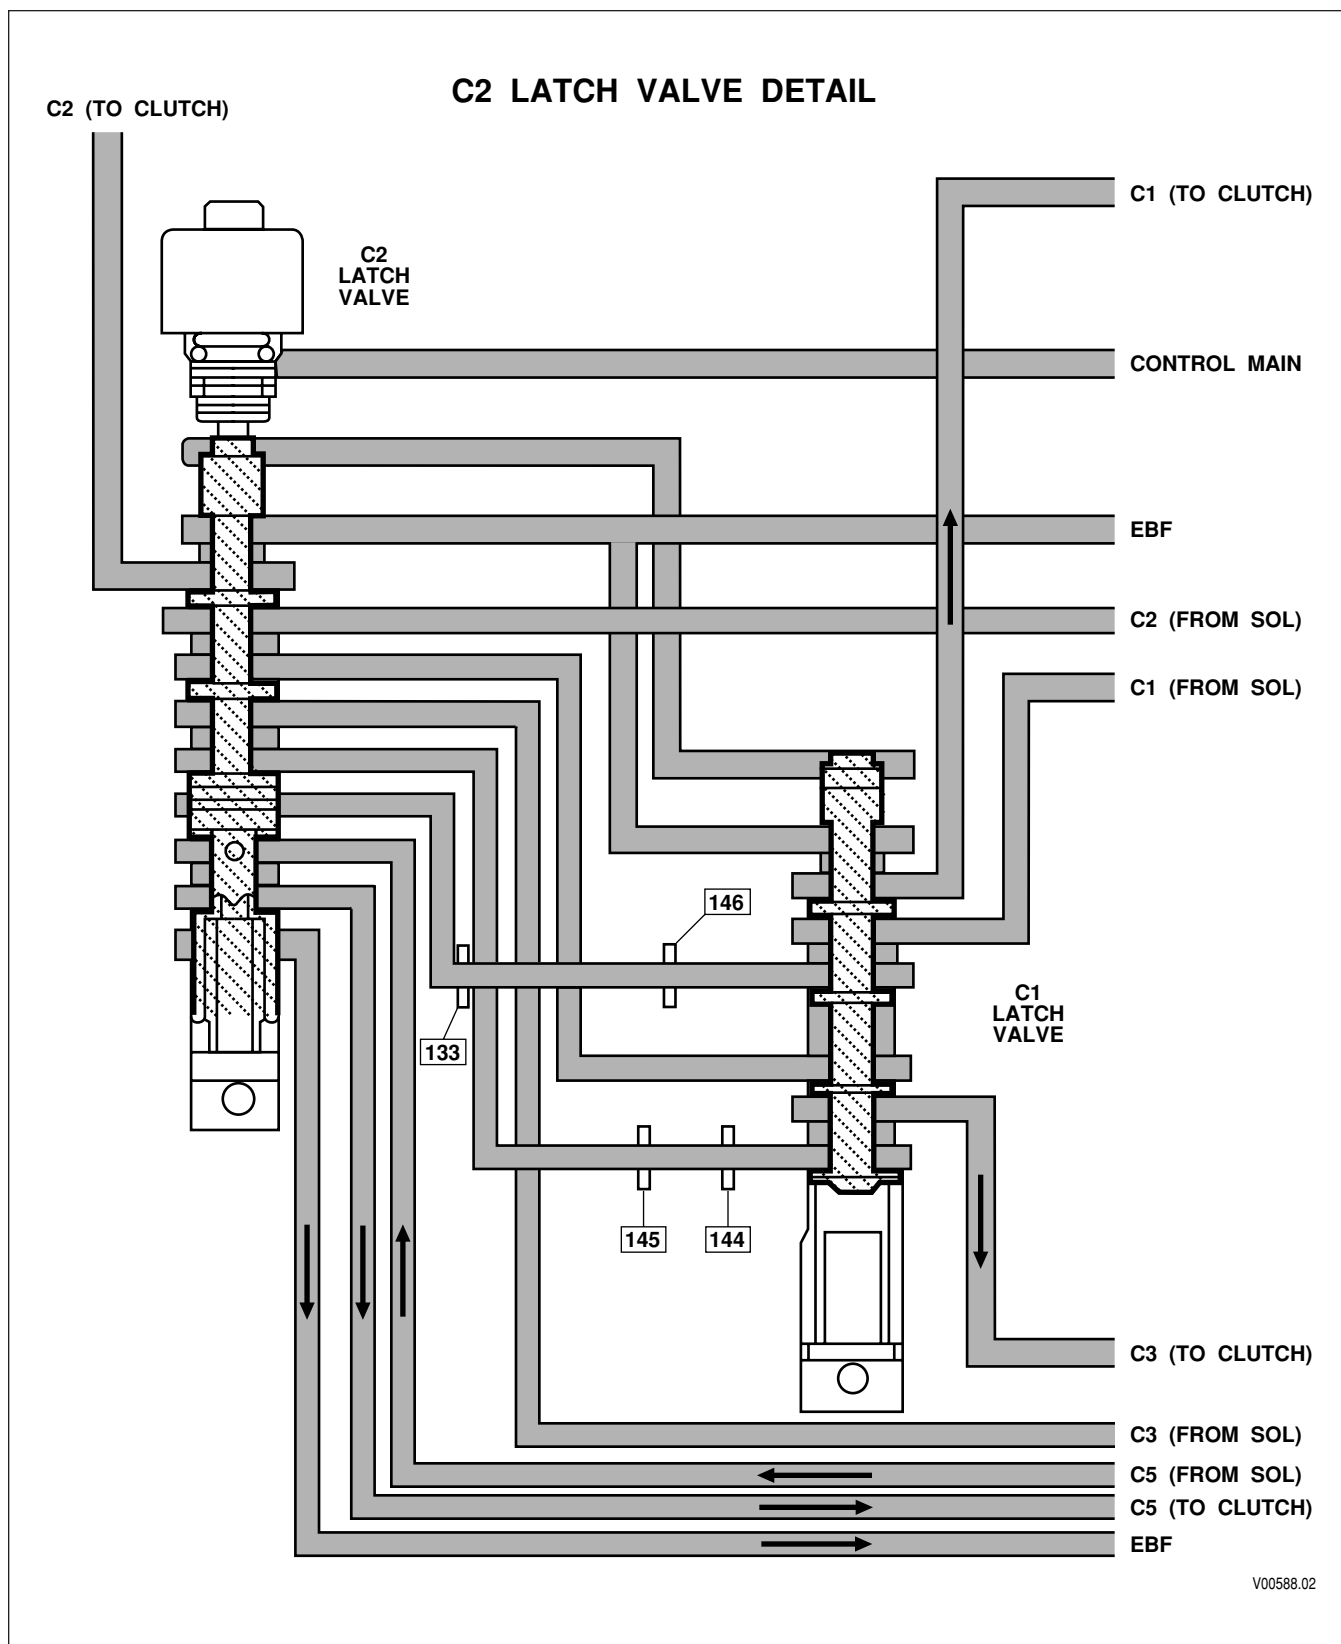 C2 LATCH VALVE DETAIL
C2 (TO CLUTCH)
C1 (TO CLUTCH)
C2
LATCH
VALVE
CONTROL MAIN
EBF
C2 (FROM SOL)
C1 (FROM SOL)
146
C1
LATCH
VALVE
133
145
144
C3 (TO CLUTCH)
C3 (FROM SOL)
C5 (FROM SOL)
C5 (TO CLUTCH)
EBF
V00588.02